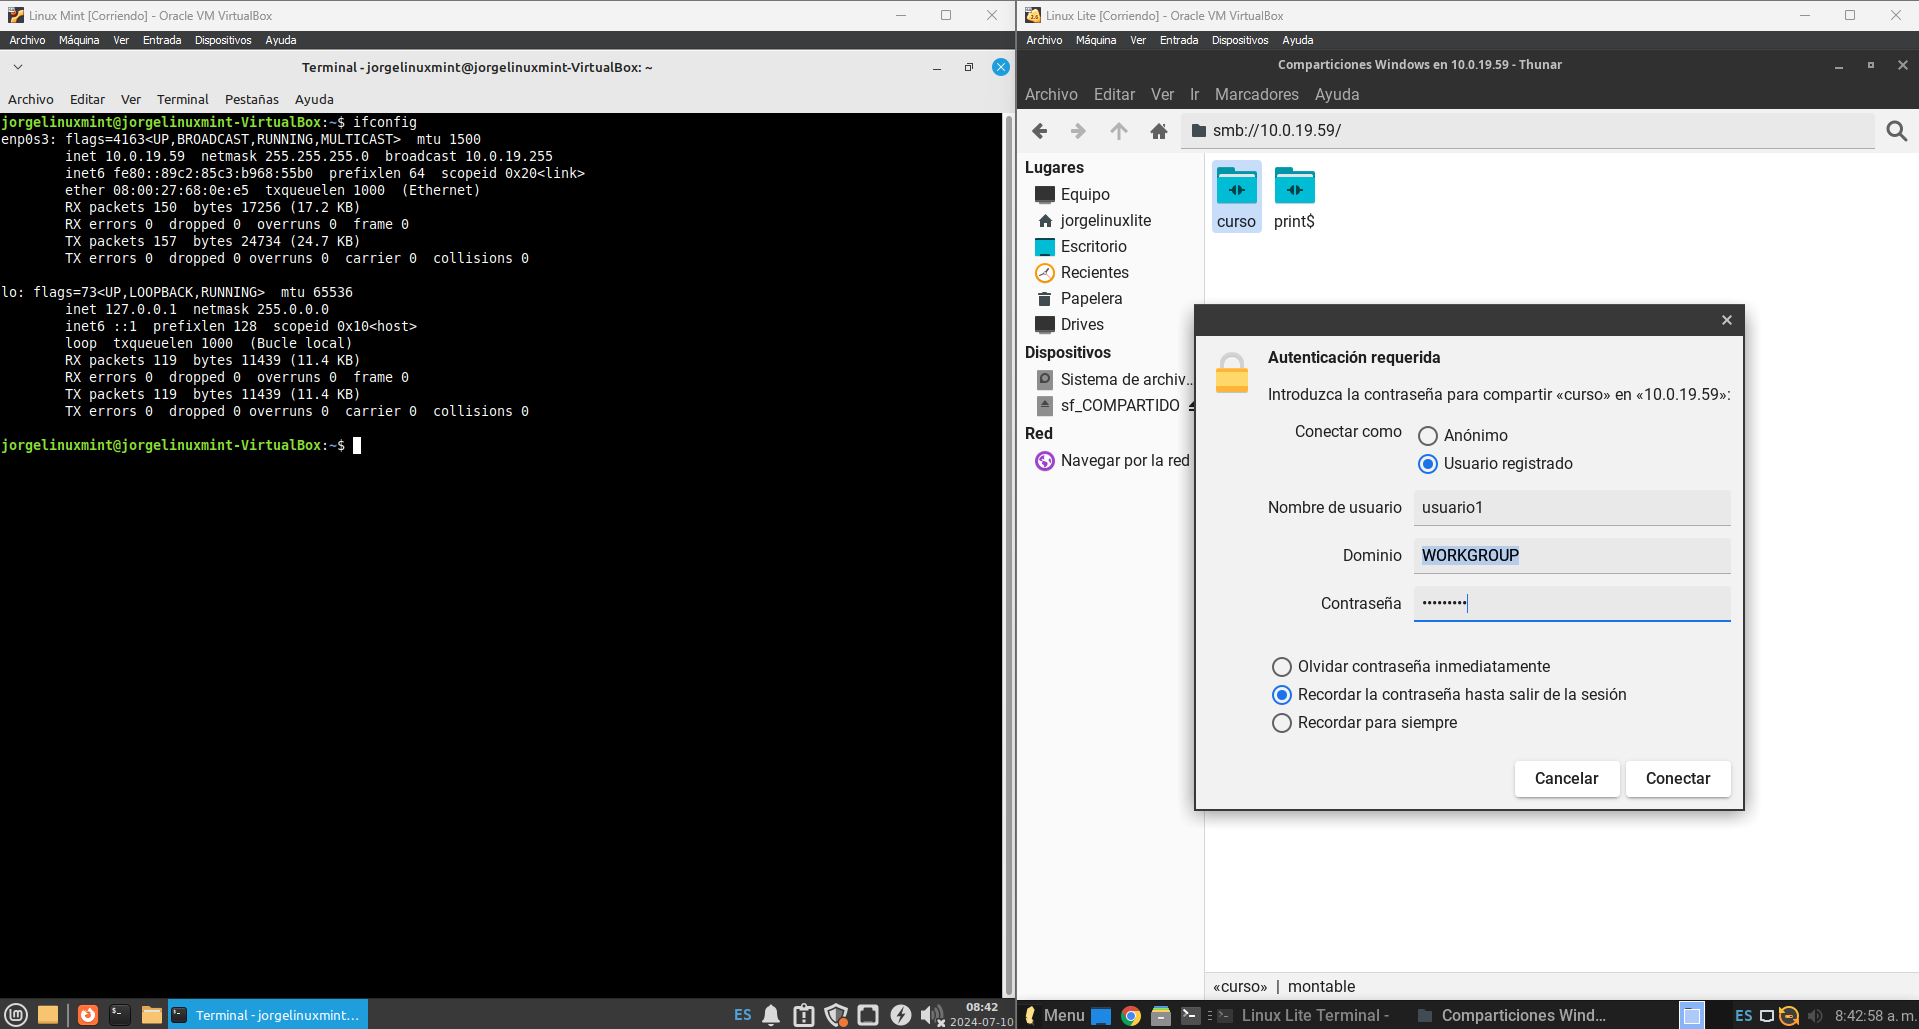 Linux Mint [Corriendo] - Oracle VM VirtualBox
Archivo Máquina Ver Entrada Dispositivos Ayuda
Terminal - jorgelinuxmint@jorgelinuxmint-VirtualBox: ~
Archivo Editar Ver Terminal Pestañas Ayuda
jorgelinuxmint@jorgelinuxmint-VirtualBox:~$ ifconfig
enp0s3: flags=4163<UP,BROADCAST,RUNNING,MULTICAST>  mtu 1500
        inet 10.0.19.59  netmask 255.255.255.0  broadcast 10.0.19.255
        inet6 fe80::89c2:85c3:b968:55b0  prefixlen 64  scopeid 0x20<link>
        ether 08:00:27:68:0e:e5  txqueuelen 1000  (Ethernet)
        RX packets 150  bytes 17256 (17.2 KB)
        RX errors 0  dropped 0  overruns 0  frame 0
        TX packets 157  bytes 24734 (24.7 KB)
        TX errors 0  dropped 0 overruns 0  carrier 0  collisions 0
lo: flags=73<UP,LOOPBACK,RUNNING>  mtu 65536
        inet 127.0.0.1  netmask 255.0.0.0
        inet6 ::1  prefixlen 128  scopeid 0x10<host>
        loop  txqueuelen 1000  (Bucle local)
        RX packets 119  bytes 11439 (11.4 KB)
        RX errors 0  dropped 0  overruns 0  frame 0
        TX packets 119  bytes 11439 (11.4 KB)
        TX errors 0  dropped 0 overruns 0  carrier 0  collisions 0
jorgelinuxmint@jorgelinuxmint-VirtualBox:~$
Terminal - jorgelinuxmint...
ES
08:42
2024-07-10
Linux Lite [Corriendo] - Oracle VM VirtualBox
Archivo Máquina Ver Entrada Dispositivos Ayuda
Comparticiones Windows en 10.0.19.59 - Thunar
Archivo Editar Ver Ir Marcadores Ayuda
smb://10.0.19.59/
Lugares
Equipo
jorgelinuxlite
Escritorio
Recientes
Papelera
Drives
Dispositivos
Sistema de archiv...
sf_COMPARTIDO
Red
Navegar por la red
curso
print$
Autenticación requerida
Introduzca la contraseña para compartir «curso» en «10.0.19.59»:
Conectar como
Anónimo
Usuario registrado
Nombre de usuario usuario1
Dominio WORKGROUP
Contraseña •••••••••
Olvidar contraseña inmediatamente
Recordar la contraseña hasta salir de la sesión
Recordar para siempre
Cancelar Conectar
«curso» | montable
Menu
Linux Lite Terminal -
Comparticiones Wind...
ES
8:42:58 a. m.